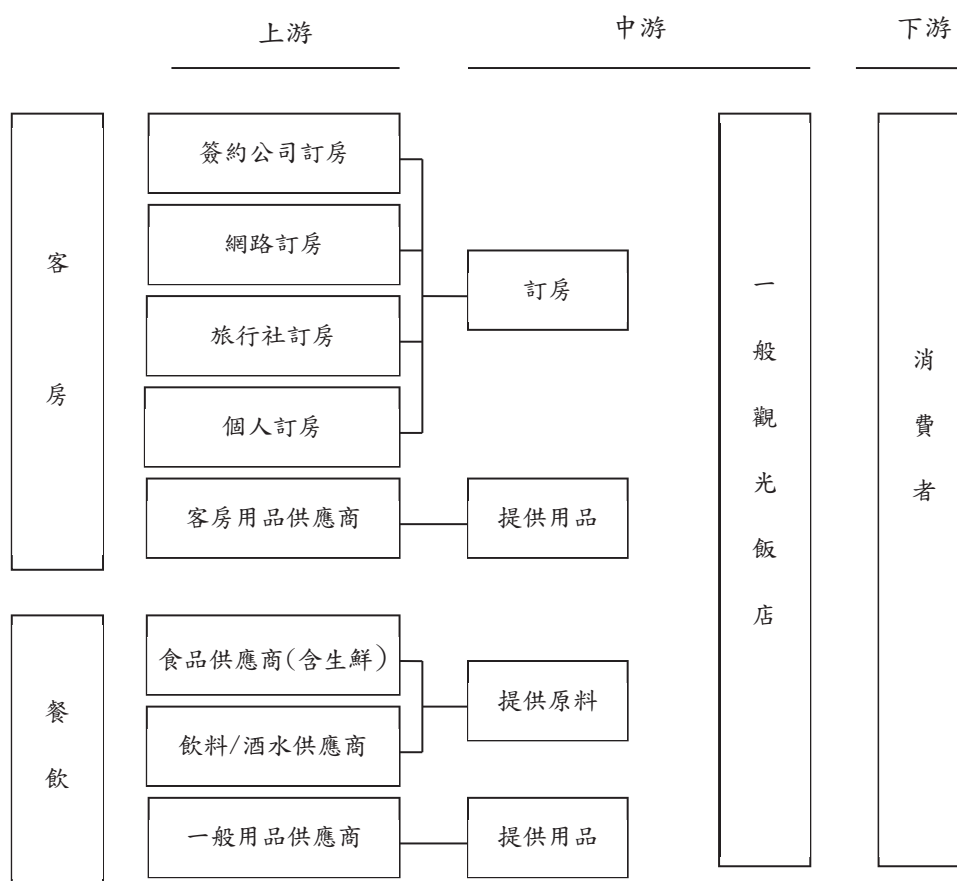 上游
中游
下游
客房
簽約公司訂房
網路訂房
旅行社訂房
個人訂房
訂房
客房用品供應商
提供用品
餐飲
食品供應商(含生鮮)
飲料/酒水供應商
提供原料
一般用品供應商
提供用品
一般觀光飯店
消費者